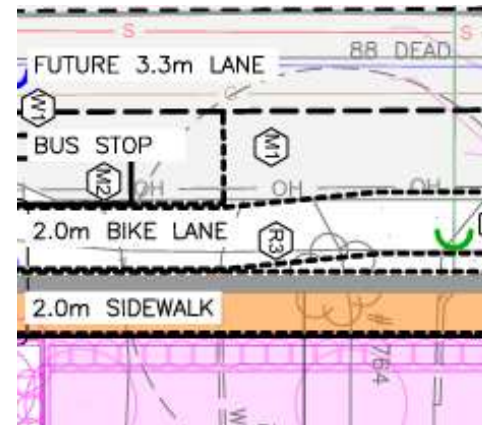 S
S
88 DEAD
FUTURE 3.3m LANE
W1
BUS STOP
M1
M2
OH
OH
OH
2.0m BIKE LANE
R3
2.0m SIDEWALK
#764
W